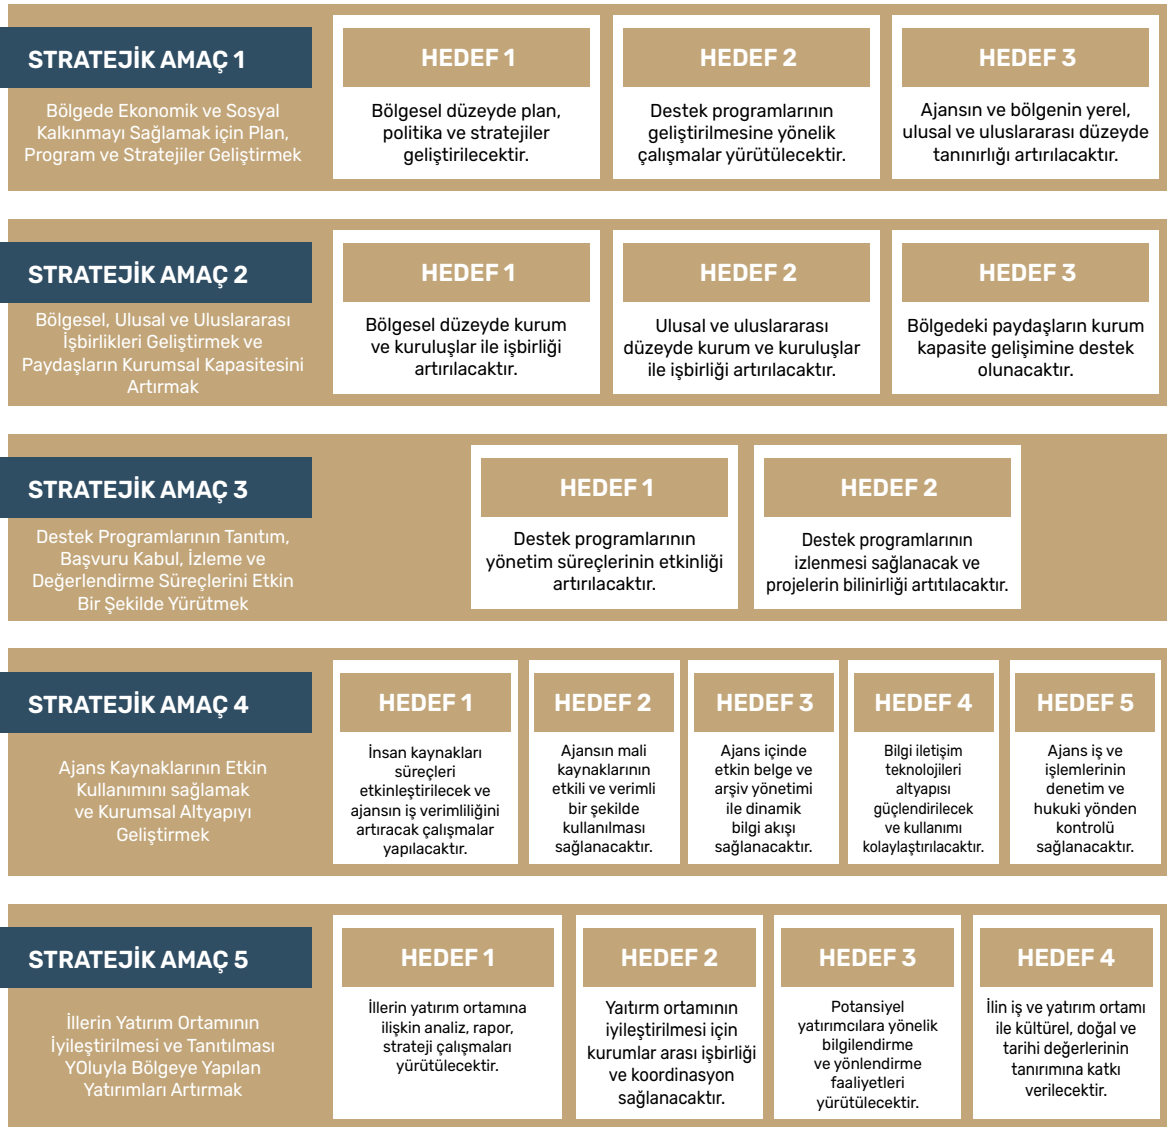 STRATEJİK AMAÇ 1
Bölgede Ekonomik ve Sosyal
Kalkınmayı Sağlamak için Plan,
Program ve Stratejiler Geliştirmek
HEDEF 1
Bölgesel düzeyde plan,
politika ve stratejiler
geliştirilecektir.
HEDEF 2
Destek programlarının
geliştirilmesine yönelik
çalışmalar yürütülecektir.
HEDEF 3
Ajansın ve bölgenin yerel,
ulusal ve uluslararası düzeyde
tanınırlığı artırılacaktır.
STRATEJİK AMAÇ 2
Bölgesel, Ulusal ve Uluslararası
İşbirlikleri Geliştirmek ve
Paydaşların Kurumsal Kapasitesini
Artırmak
HEDEF 1
Bölgesel düzeyde kurum
ve kuruluşlar ile işbirliği
artırılacaktır.
HEDEF 2
Ulusal ve uluslararası
düzeyde kurum ve kuruluşlar
ile işbirliği artırılacaktır.
HEDEF 3
Bölgedeki paydaşların kurum
kapasite gelişimine destek
olunacaktır.
STRATEJİK AMAÇ 3
Destek Programlarının Tanıtım,
Başvuru Kabul, İzleme ve
Değerlendirme Süreçlerini Etkin
Bir Şekilde Yürütmek
HEDEF 1
Destek programlarının
yönetim süreçlerinin etkinliği
artırılacaktır.
HEDEF 2
Destek programlarının
izlenmesi sağlanacak ve
projelerin bilinirliği artıtılacaktır.
STRATEJİK AMAÇ 4
Ajans Kaynaklarının Etkin
Kullanımını sağlamak
ve Kurumsal Altyapıyı
Geliştirmek
HEDEF 1
İnsan kaynakları
süreçleri
etkinleştirilecek ve
ajansın iş verimliliğini
artıracak çalışmalar
yapılacaktır.
HEDEF 2
Ajansın mali
kaynaklarının
etkili ve verimli
bir şekilde
kullanılması
sağlanacaktır.
HEDEF 3
Ajans içinde
etkin belge ve
arşiv yönetimi
ile dinamik
bilgi akışı
sağlanacaktır.
HEDEF 4
Bilgi iletişim
teknolojileri
altyapısı
güçlendirilecek
ve kullanımı
kolaylaştırılacaktır.
HEDEF 5
Ajans iş ve
işlemlerinin
denetim ve
hukuki yönden
kontrolü
sağlanacaktır.
STRATEJİK AMAÇ 5
İllerin Yatırım Ortamının
İyileştirilmesi ve Tanıtılması
YOluyla Bölgeye Yapılan
Yatırımları Artırmak
HEDEF 1
İllerin yatırım ortamına
ilişkin analiz, rapor,
strateji çalışmaları
yürütülecektir.
HEDEF 2
Yaıtırm ortamının
iyileştirilmesi için
kurumlar arası işbirliği
ve koordinasyon
sağlanacaktır.
HEDEF 3
Potansiyel
yatırımcılara yönelik
bilgilendirme
ve yönlendirme
faaliyetleri
yürütülecektir.
HEDEF 4
İlin iş ve yatırım ortamı
ile kültürel, doğal ve
tarihi değerlerinin
tanırımına katkı
verilecektir.